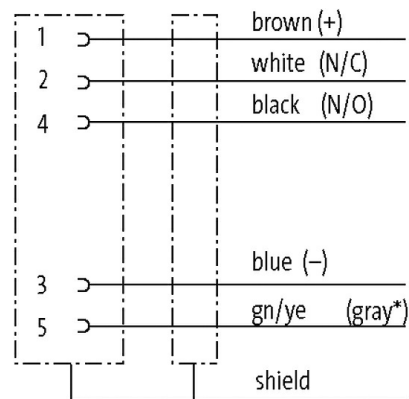 1 brown (+)
2 white (N/C)
4 black (N/O)
3 blue (–)
5 gn/ye (gray*)
shield